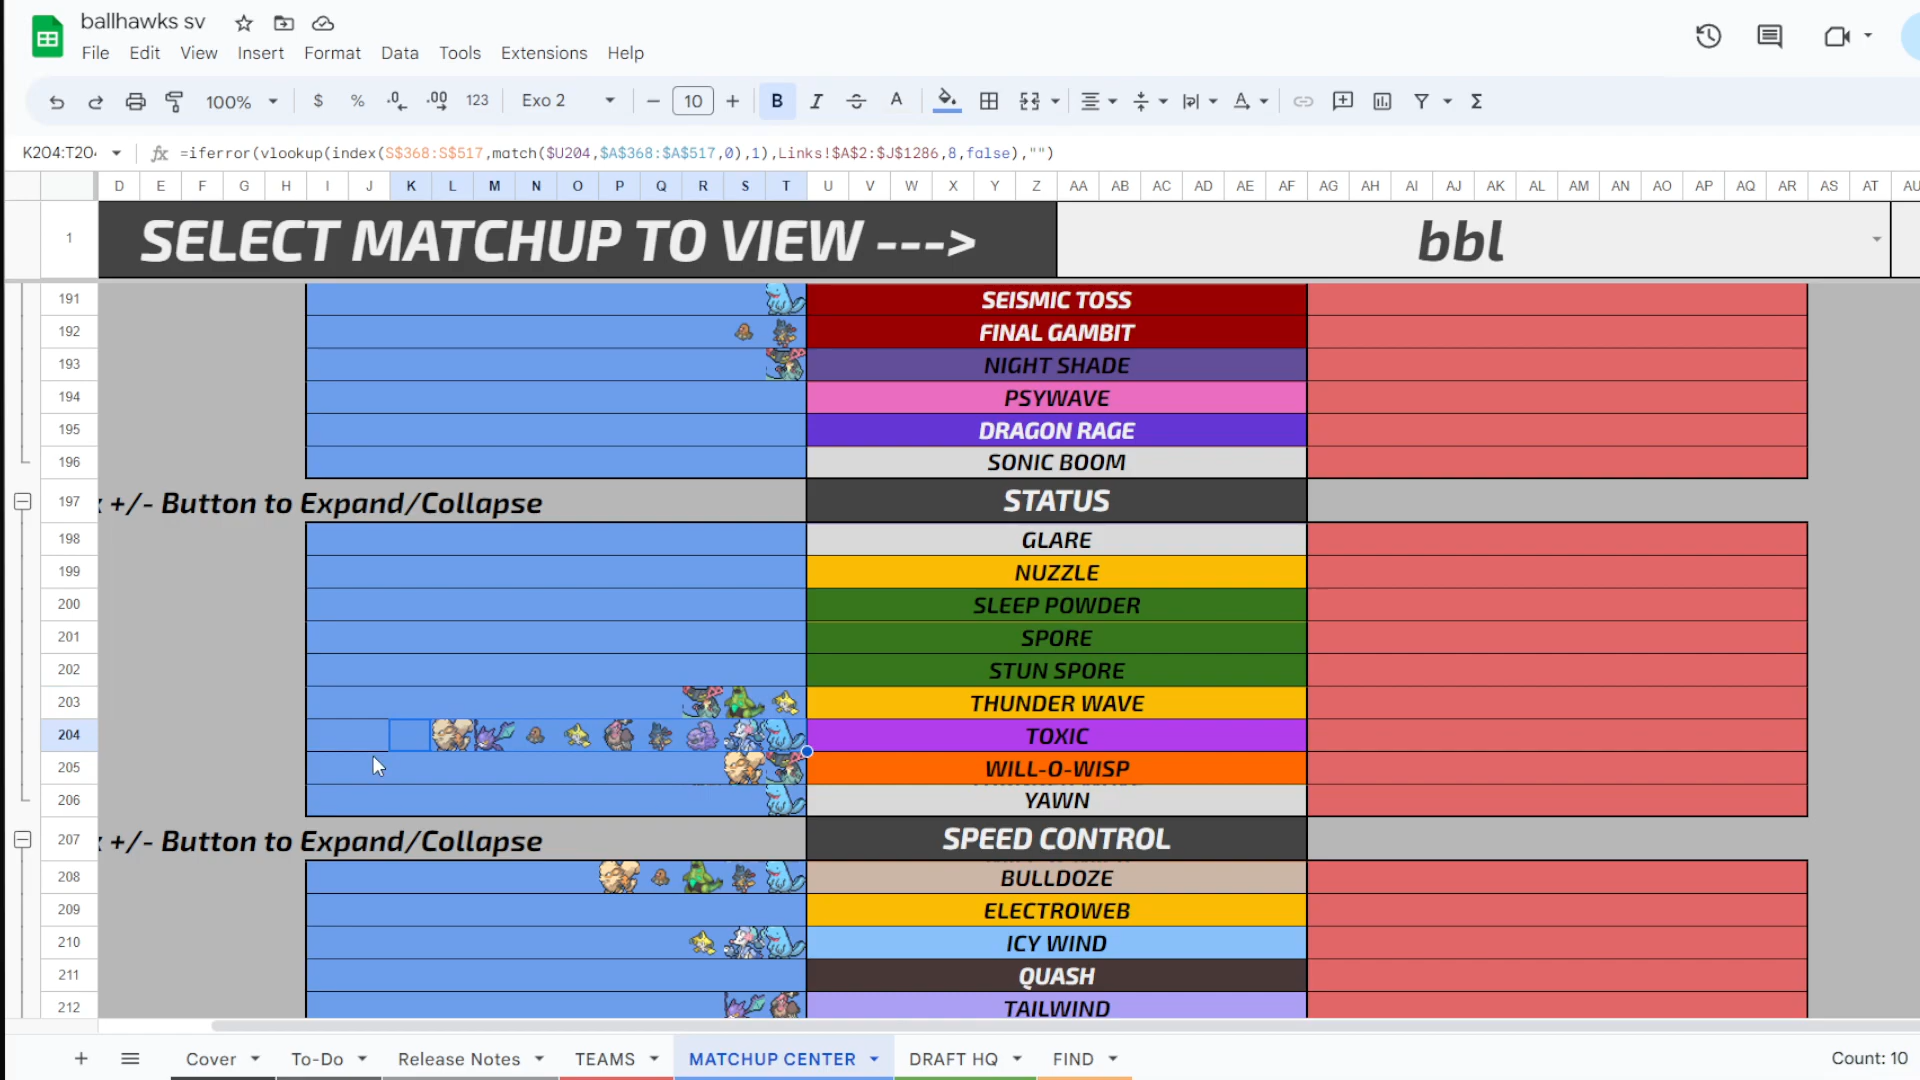 ballhawks sv
File Edit View Insert Format Data Tools Extensions Help
100% $ % .0 .00 123 Exo 2 10 B I A Σ
K204:T20 fx =iferror(vlookup(index(S$368:S$517,match($U204,$A$368:$A$517,0),1),Links!$A$2:$J$1286,8,false),"")
D E F G H I J K L M N O P Q R S T U V W X Y Z AA AB AC AD AE AF AG AH AI AJ AK AL AM AN AO AP AQ AR AS AT AU
1 SELECT MATCHUP TO VIEW ---> bbl
191 SEISMIC TOSS
192 FINAL GAMBIT
193 NIGHT SHADE
194 PSYWAVE
195 DRAGON RAGE
196 SONIC BOOM
197 +/- Button to Expand/Collapse STATUS
198 GLARE
199 NUZZLE
200 SLEEP POWDER
201 SPORE
202 STUN SPORE
203 THUNDER WAVE
204 TOXIC
205 WILL-O-WISP
206 YAWN
207 +/- Button to Expand/Collapse SPEED CONTROL
208 BULLDOZE
209 ELECTROWEB
210 ICY WIND
211 QUASH
212 TAILWIND
+ Cover To-Do Release Notes TEAMS MATCHUP CENTER DRAFT HQ FIND Count: 10